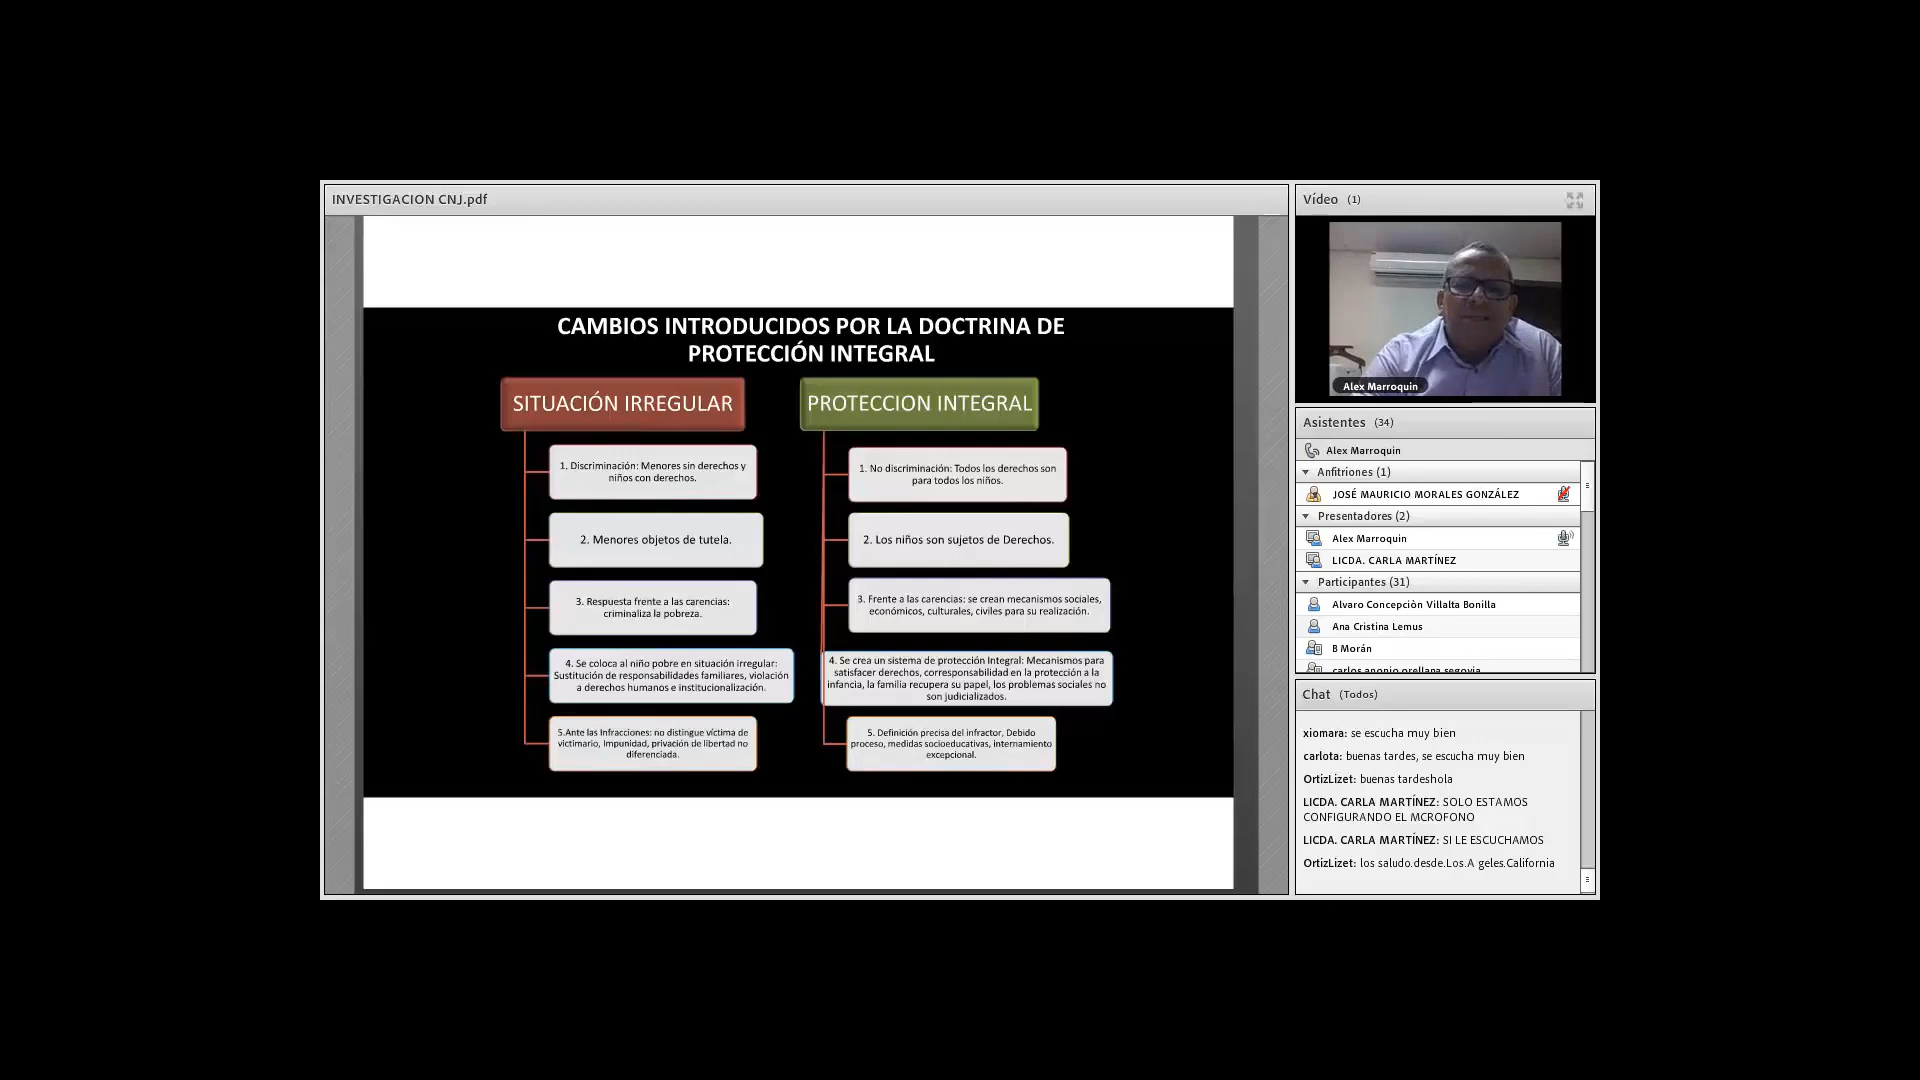 INVESTIGACION CNJ.pdf
CAMBIOS INTRODUCIDOS POR LA DOCTRINA DE
PROTECCIÓN INTEGRAL
SITUACIÓN IRREGULAR
1. Discriminación: Menores sin derechos y
niños con derechos.
2. Menores objetos de tutela.
3. Respuesta frente a las carencias:
criminaliza la pobreza.
4. Se coloca al niño pobre en situación irregular:
Sustitución de responsabilidades familiares, violación
a derechos humanos e institucionalización.
5.Ante las Infracciones: no distingue víctima de
victimario, Impunidad, privación de libertad no
diferenciada.
PROTECCION INTEGRAL
1. No discriminación: Todos los derechos son
para todos los niños.
2. Los niños son sujetos de Derechos.
3. Frente a las carencias: se crean mecanismos sociales,
económicos, culturales, civiles para su realización.
4. Se crea un sistema de protección Integral: Mecanismos para
satisfacer derechos, corresponsabilidad en la protección a la
infancia, la familia recupera su papel, los problemas sociales no
son judicializados.
5. Definición precisa del infractor, Debido
proceso, medidas socioeducativas, internamiento
excepcional.
Vídeo (1)
Alex Marroquin
Asistentes (34)
Alex Marroquin
Anfitriones (1)
JOSÉ MAURICIO MORALES GONZÁLEZ
Presentadores (2)
Alex Marroquin
LICDA. CARLA MARTÍNEZ
Participantes (31)
Alvaro Concepciòn Villalta Bonilla
Ana Cristina Lemus
B Morán
carlos anonio orellana segovia
Chat (Todos)
xiomara: se escucha muy bien
carlota: buenas tardes, se escucha muy bien
OrtizLizet: buenas tardeshola
LICDA. CARLA MARTÍNEZ: SOLO ESTAMOS
CONFIGURANDO EL MCROFONO
LICDA. CARLA MARTÍNEZ: SI LE ESCUCHAMOS
OrtizLizet: los saludo.desde.Los.A geles.California